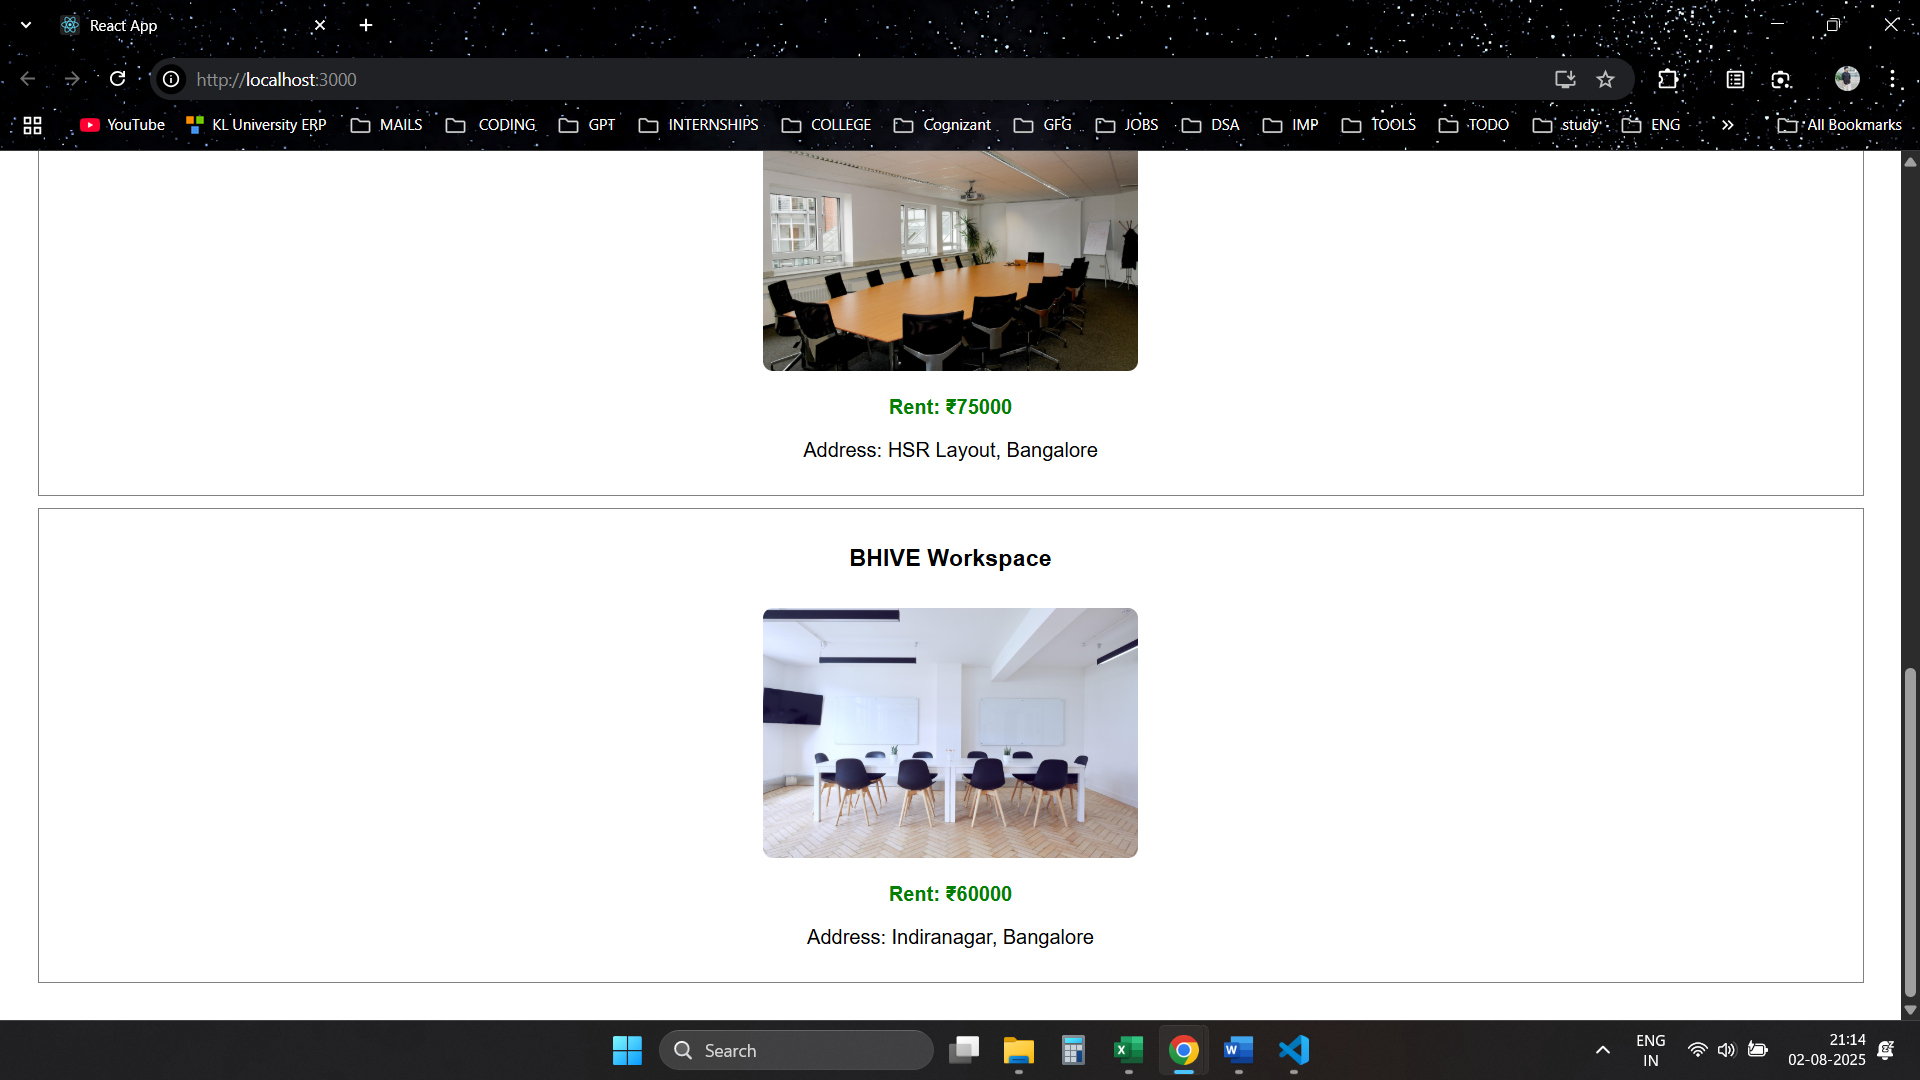 React App
http://localhost:3000
YouTube
KL University ERP
MAILS
CODING
GPT
INTERNSHIPS
COLLEGE
Cognizant
GFG
JOBS
DSA
IMP
TOOLS
TODO
study
ENG
All Bookmarks
Rent: ₹75000
Address: HSR Layout, Bangalore
BHIVE Workspace
Rent: ₹60000
Address: Indiranagar, Bangalore
Search
ENG
IN
21:14
02-08-2025